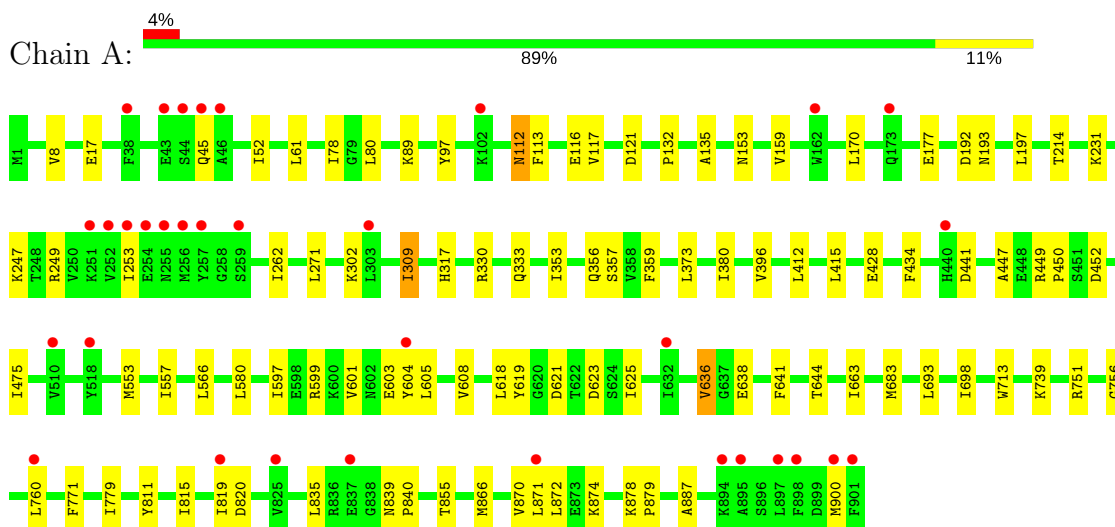 4%
Chain A:
89% 11%
M1 V8 E17 F38 E43 S44 Q45 A46 I52 L61 I78 G79 L80 K89 Y97 K102 N112 F113 E116 V117 D121 P132 A135 N153 V159 W162 L170 Q173 E177 D192 N193 L197 T214 K231
K247 T248 R249 V250 K251 V252 I253 E254 N255 M256 Y257 G258 S259 I262 L271 K302 L303 I309 H317 R330 Q333 I353 Q356 S357 V358 F359 L373 I380 V396 L412 L415 E428 F434 H440 D441 A447 E448 R449 P450 S451 D452
I475 V510 Y518 M553 I557 L566 L580 I597 E598 R599 K600 V601 N602 E603 Y604 L605 V608 L618 Y619 G620 D621 T622 D623 S624 I625 I632 V636 G637 E638 F641 T644 I663 M683 L693 I698 W713 K739 R751 G756
L760 F771 I779 Y811 I815 I819 D820 V825 L835 R836 E837 G838 N839 P840 T855 M866 V870 L871 L872 E873 K874 K878 P879 A887 K894 A895 S896 L897 F898 D899 M900 F901